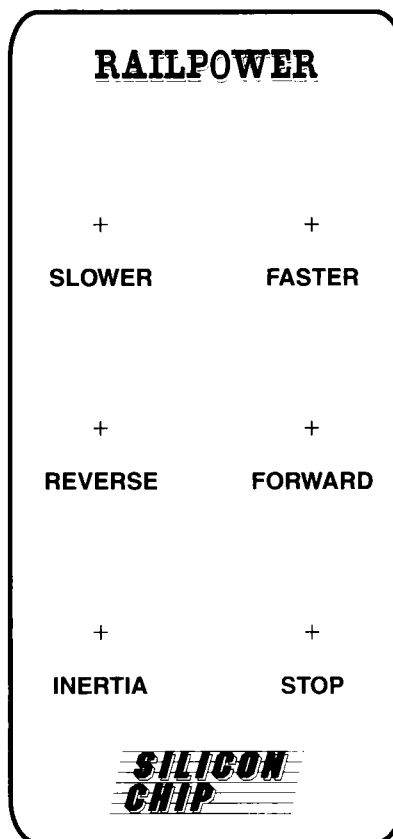 RAILPOWER
+ +
SLOWER FASTER
+ +
REVERSE FORWARD
+ +
INERTIA STOP
SILICON
CHIP